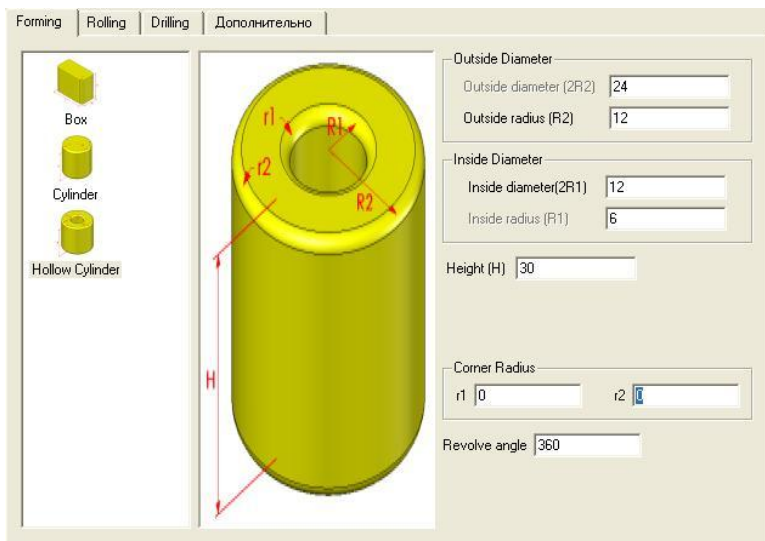 Forming Rolling Drilling Дополнительно
Box
Cylinder
Hollow Cylinder
r1
R1
r2
R2
H
Outside Diameter
Outside diameter (2R2) 24
Outside radius (R2) 12
Inside Diameter
Inside diameter(2R1) 12
Inside radius (R1) 6
Height (H) 30
Corner Radius
r1 0 r2 0
Revolve angle 360